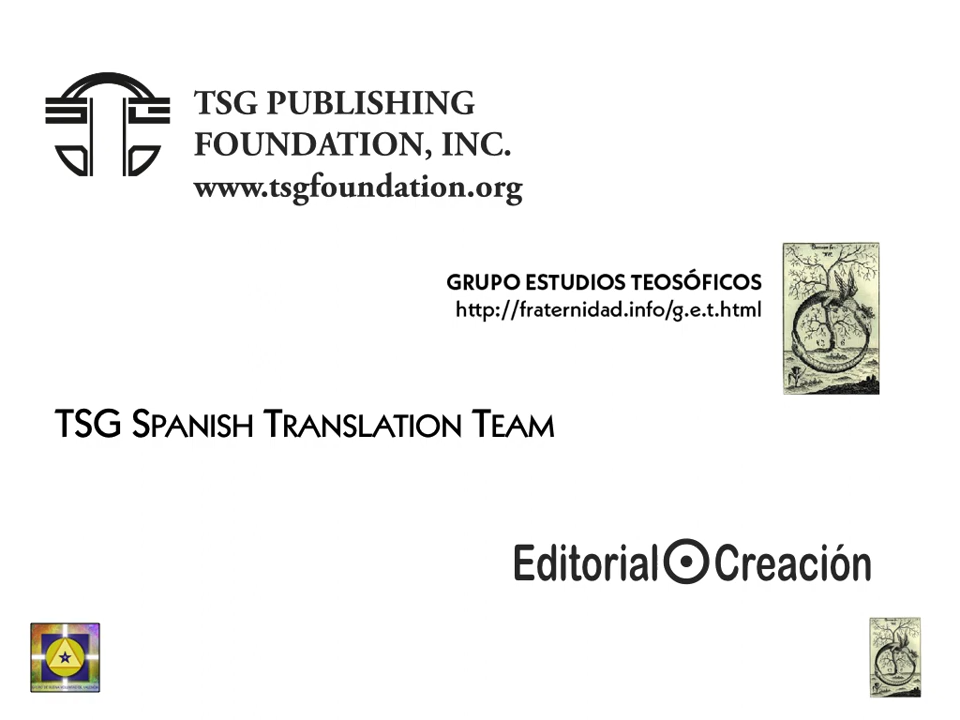 TSG PUBLISHING
FOUNDATION, INC.
www.tsgfoundation.org
GRUPO ESTUDIOS TEOSÓFICOS
http://fraternidad.info/g.e.t.html
TSG SPANISH TRANSLATION TEAM
Editorial Creación